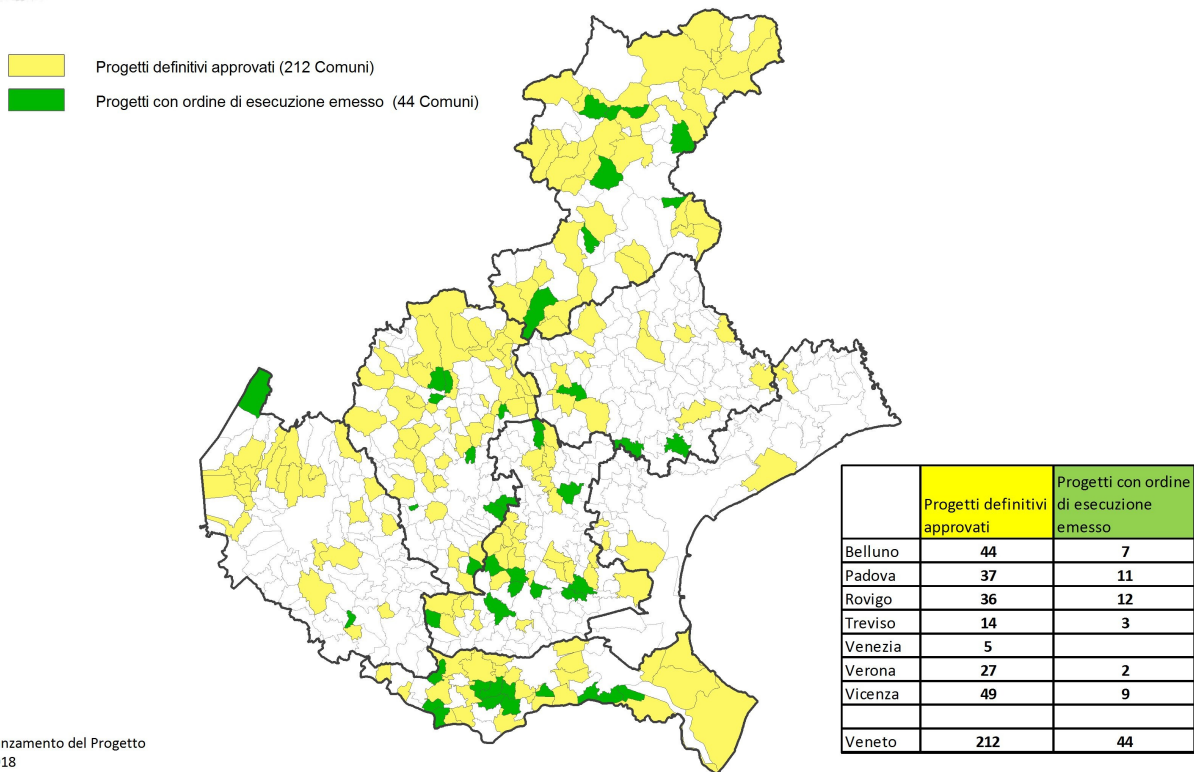 Progetti definitivi approvati (212 Comuni)
Progetti con ordine di esecuzione emesso (44 Comuni)
Progetti definitivi approvati
Progetti con ordine di esecuzione emesso
Belluno 44 7
Padova 37 11
Rovigo 36 12
Treviso 14 3
Venezia 5
Verona 27 2
Vicenza 49 9
Veneto 212 44
nzamento del Progetto
18